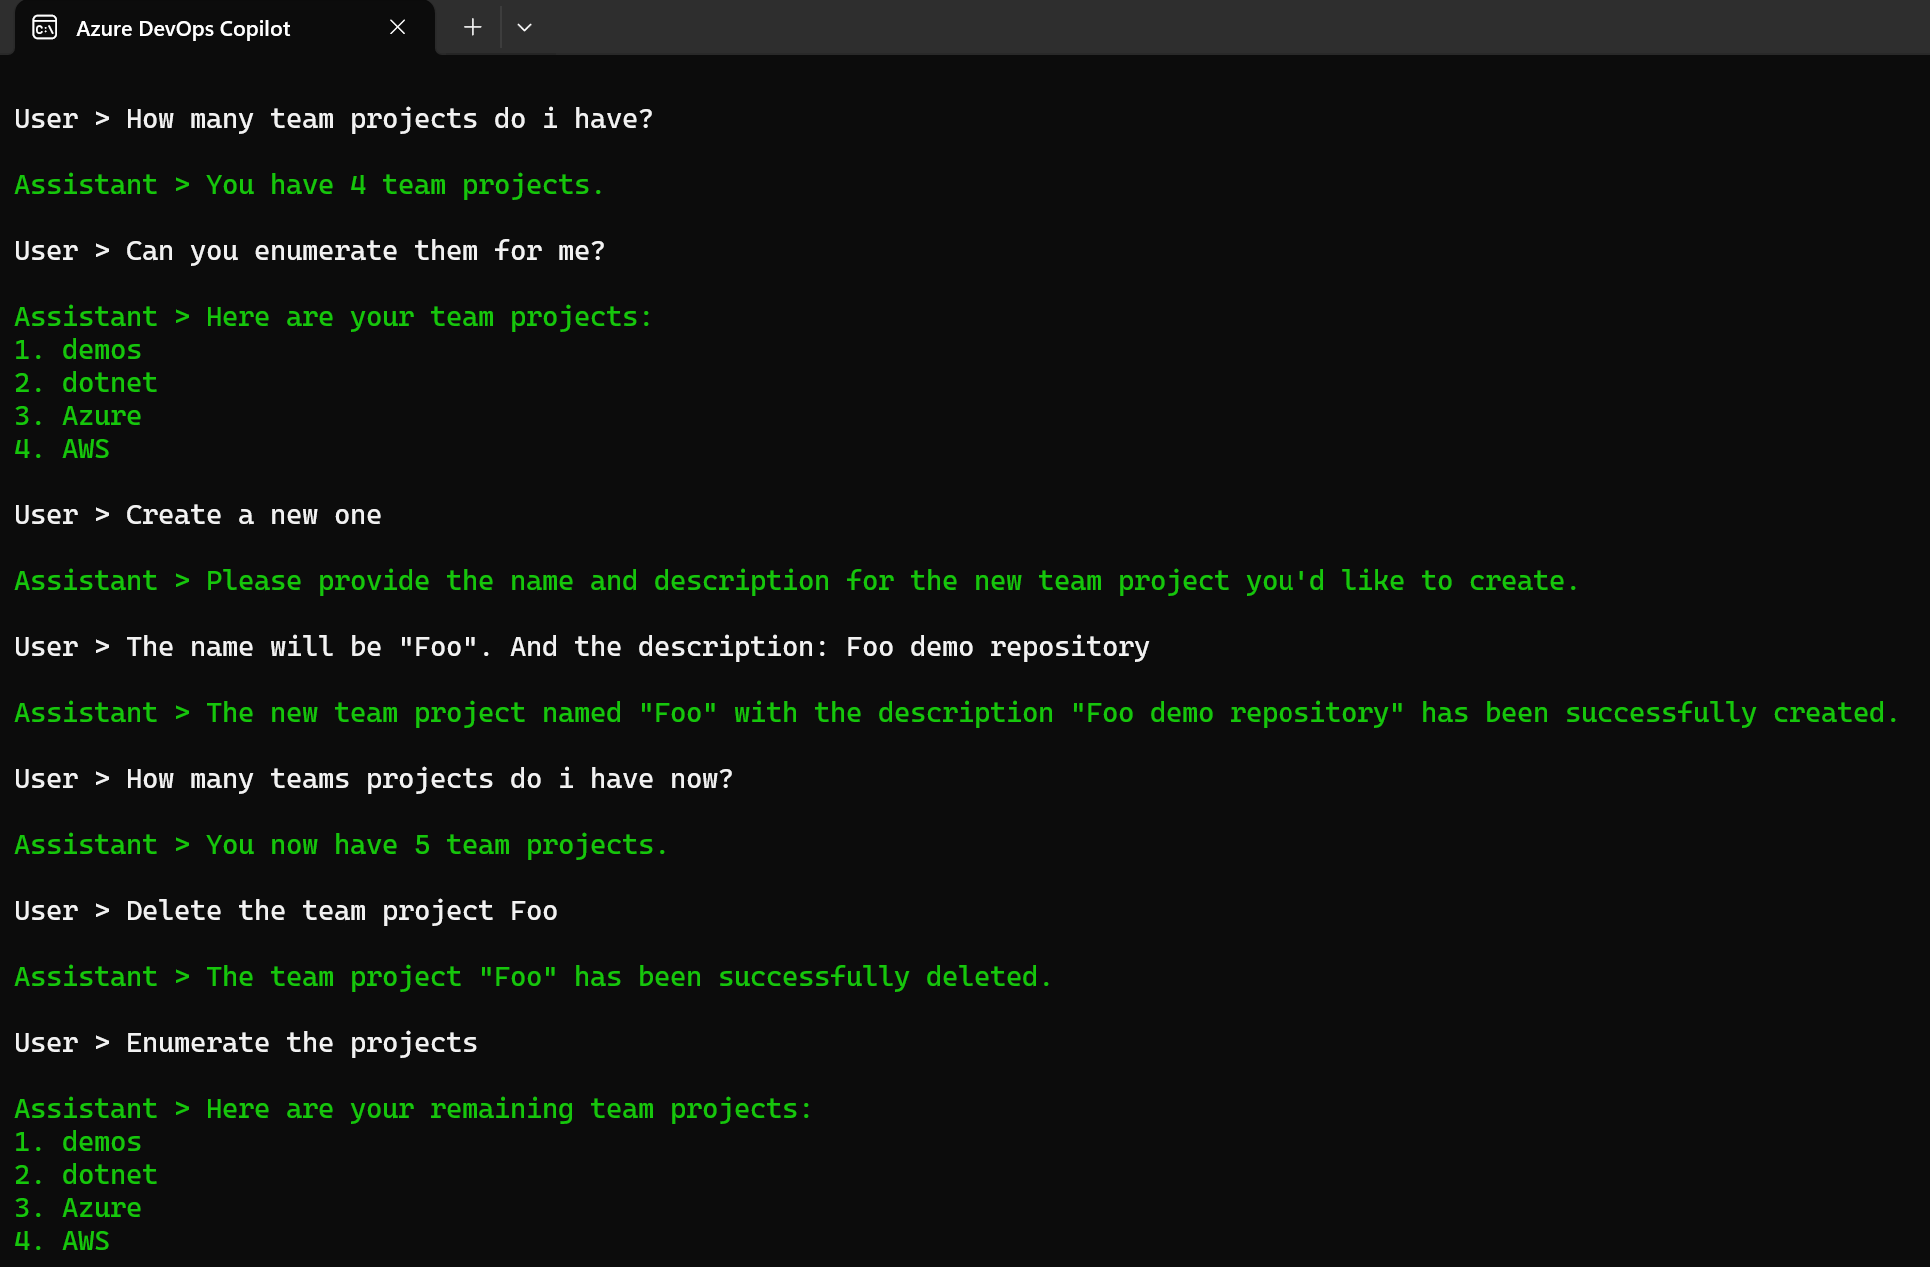 Azure DevOps Copilot
User > How many team projects do i have?
Assistant > You have 4 team projects.
User > Can you enumerate them for me?
Assistant > Here are your team projects:
1. demos
2. dotnet
3. Azure
4. AWS
User > Create a new one
Assistant > Please provide the name and description for the new team project you'd like to create.
User > The name will be "Foo". And the description: Foo demo repository
Assistant > The new team project named "Foo" with the description "Foo demo repository" has been successfully created.
User > How many teams projects do i have now?
Assistant > You now have 5 team projects.
User > Delete the team project Foo
Assistant > The team project "Foo" has been successfully deleted.
User > Enumerate the projects
Assistant > Here are your remaining team projects:
1. demos
2. dotnet
3. Azure
4. AWS